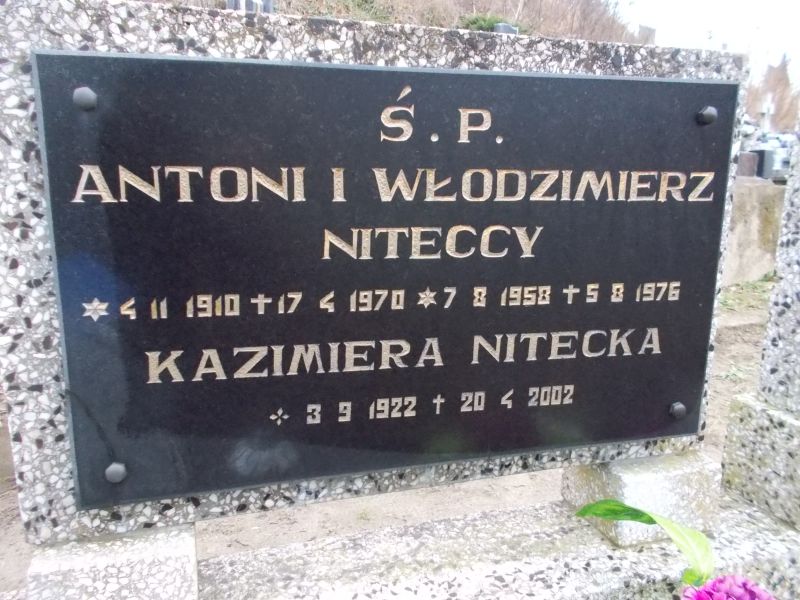 Ś.P.
ANTONI I WŁODZIMIERZ
NITECCY
* 4 11 1910 + 17 4 1970 * 7 8 1958 + 5 8 1976
KAZIMIERA NITECKA
* 3 9 1922 + 20 4 2002